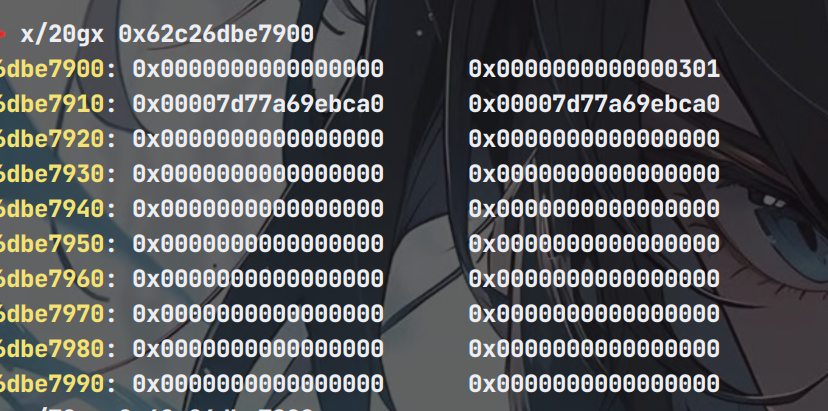 x/20gx 0x62c26dbe7900
6dbe7900: 0x0000000000000000 0x0000000000000301
6dbe7910: 0x00007d77a69ebca0 0x00007d77a69ebca0
6dbe7920: 0x0000000000000000 0x0000000000000000
6dbe7930: 0x0000000000000000 0x0000000000000000
6dbe7940: 0x0000000000000000 0x0000000000000000
6dbe7950: 0x0000000000000000 0x0000000000000000
6dbe7960: 0x0000000000000000 0x0000000000000000
6dbe7970: 0x0000000000000000 0x0000000000000000
6dbe7980: 0x0000000000000000 0x0000000000000000
6dbe7990: 0x0000000000000000 0x0000000000000000